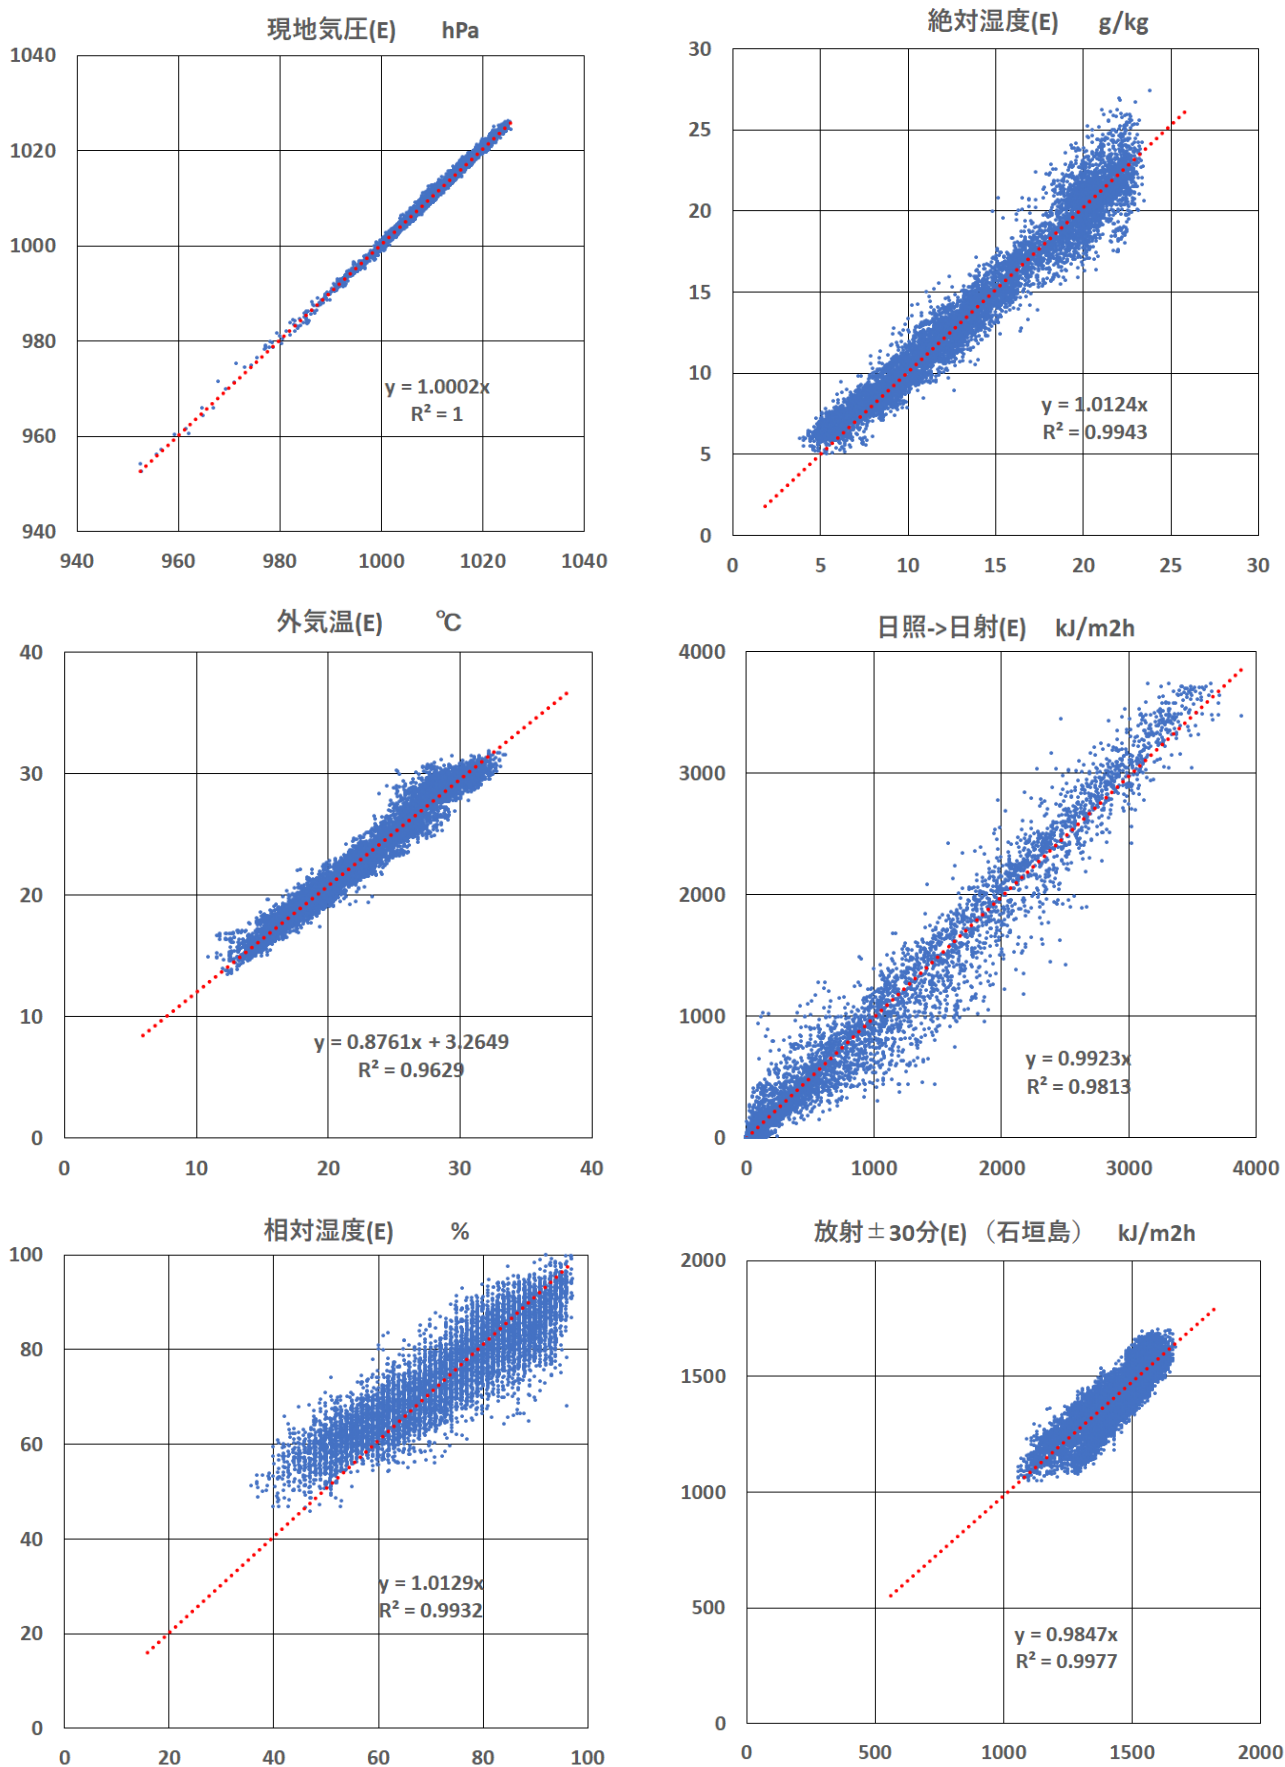 現地気圧(E) hPa
1040
1020
1000
980
960
940
y = 1.0002x
R² = 1
940 960 980 1000 1020 1040
絶対湿度(E) g/kg
30
25
20
15
10
5
0
y = 1.0124x
R² = 0.9943
0 5 10 15 20 25 30
外気温(E) ℃
40
30
20
10
0
y = 0.8761x + 3.2649
R² = 0.9629
0 10 20 30 40
日照->日射(E) kJ/m2h
4000
3000
2000
1000
0
y = 0.9923x
R² = 0.9813
0 1000 2000 3000 4000
相対湿度(E) %
100
80
60
40
20
0
y = 1.0129x
R² = 0.9932
0 20 40 60 80 100
放射±30分(E) （石垣島） kJ/m2h
2000
1500
1000
500
0
y = 0.9847x
R² = 0.9977
0 500 1000 1500 2000